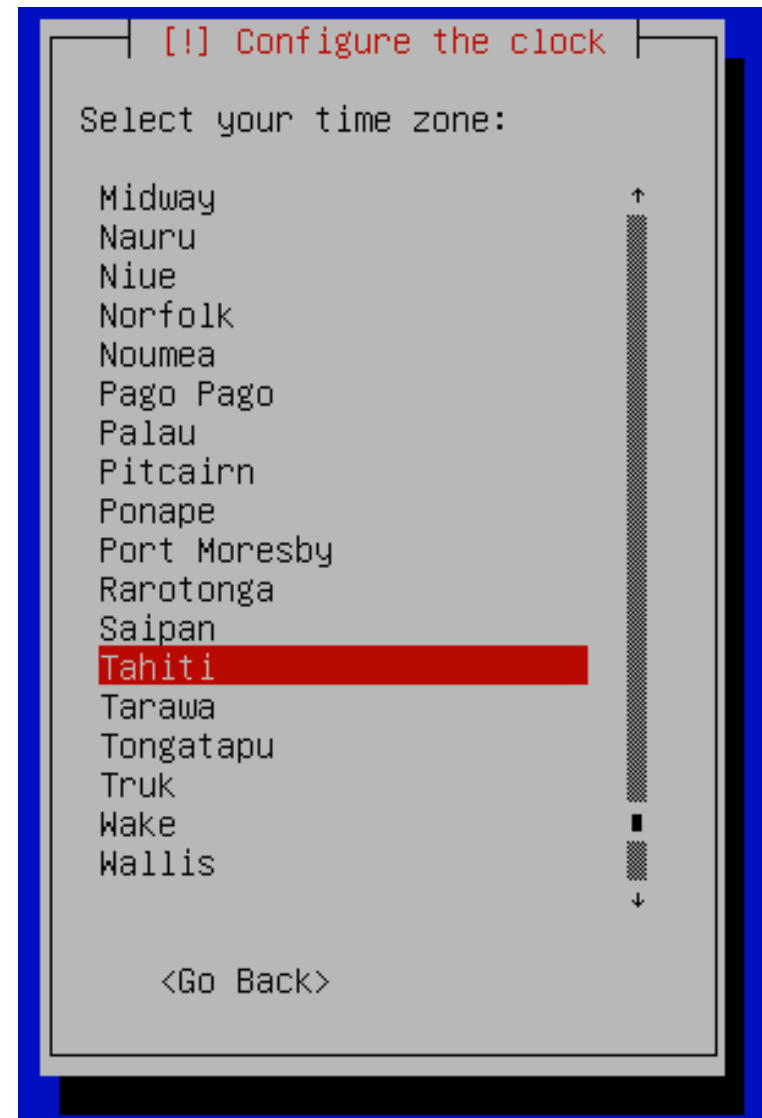 [!] Configure the clock
Select your time zone:
Midway
Nauru
Niue
Norfolk
Noumea
Pago Pago
Palau
Pitcairn
Ponape
Port Moresby
Rarotonga
Saipan
Tahiti
Tarawa
Tongatapu
Truk
Wake
Wallis
<Go Back>